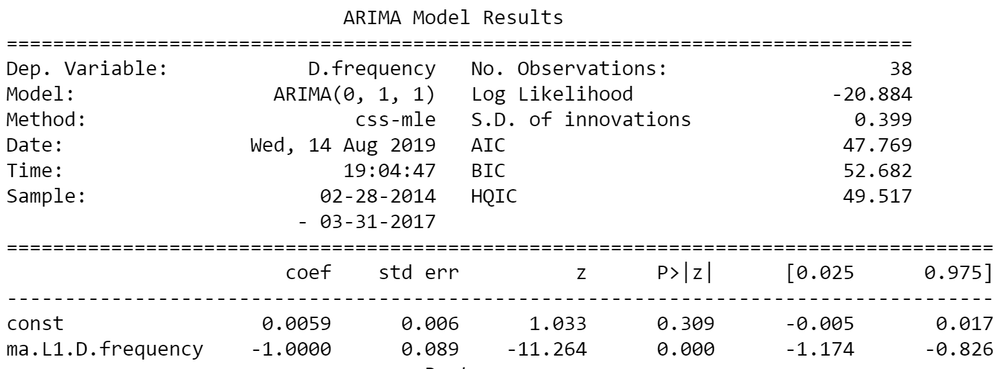 ARIMA Model Results
==============================================================================
Dep. Variable: D.frequency No. Observations: 38
Model: ARIMA(0, 1, 1) Log Likelihood -20.884
Method: css-mle S.D. of innovations 0.399
Date: Wed, 14 Aug 2019 AIC 47.769
Time: 19:04:47 BIC 52.682
Sample: 02-28-2014 HQIC 49.517
- 03-31-2017
=====================================================================================
coef std err z P>|z| [0.025 0.975]
-------------------------------------------------------------------------------------
const 0.0059 0.006 1.033 0.309 -0.005 0.017
ma.L1.D.frequency -1.0000 0.089 -11.264 0.000 -1.174 -0.826